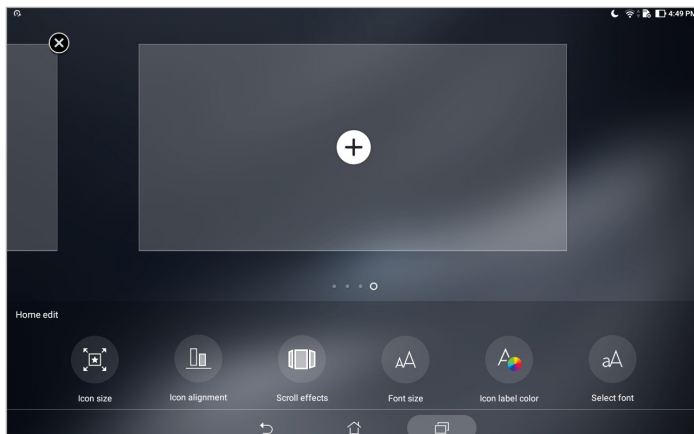 4:49 PM
Home edit
Icon size
Icon alignment
Scroll effects
Font size
Icon label color
Select font